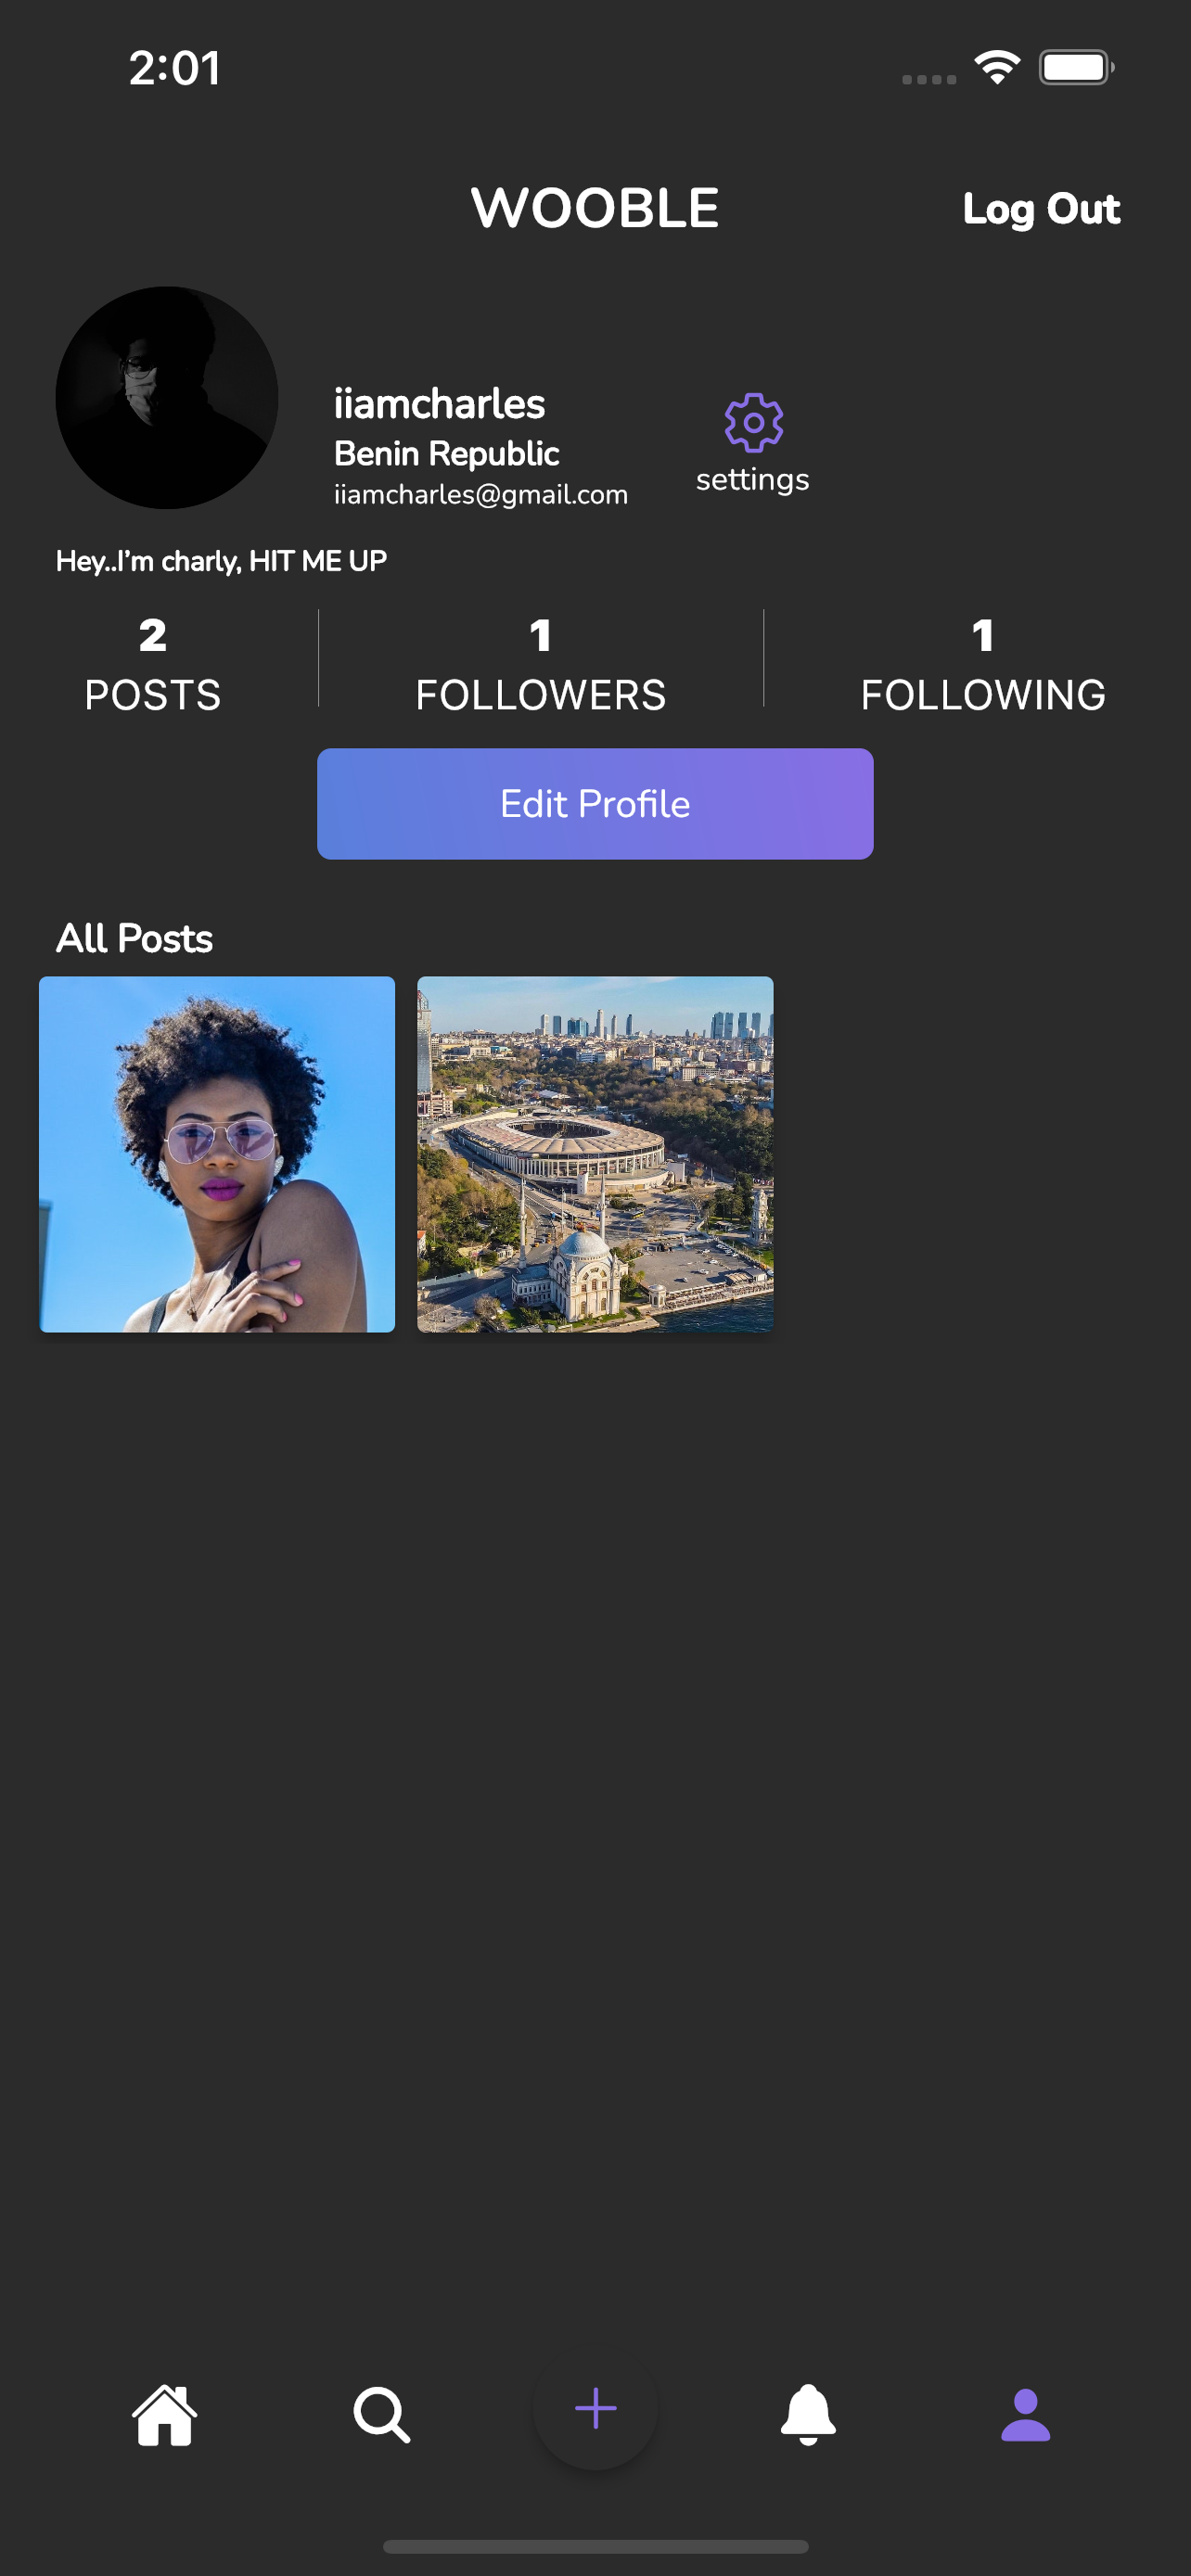 2:01
WOOBLE
Log Out
iiamcharles
Benin Republic
iiamcharles@gmail.com
settings
Hey..I’m charly, HIT ME UP
2
POSTS
1
FOLLOWERS
1
FOLLOWING
Edit Profile
All Posts